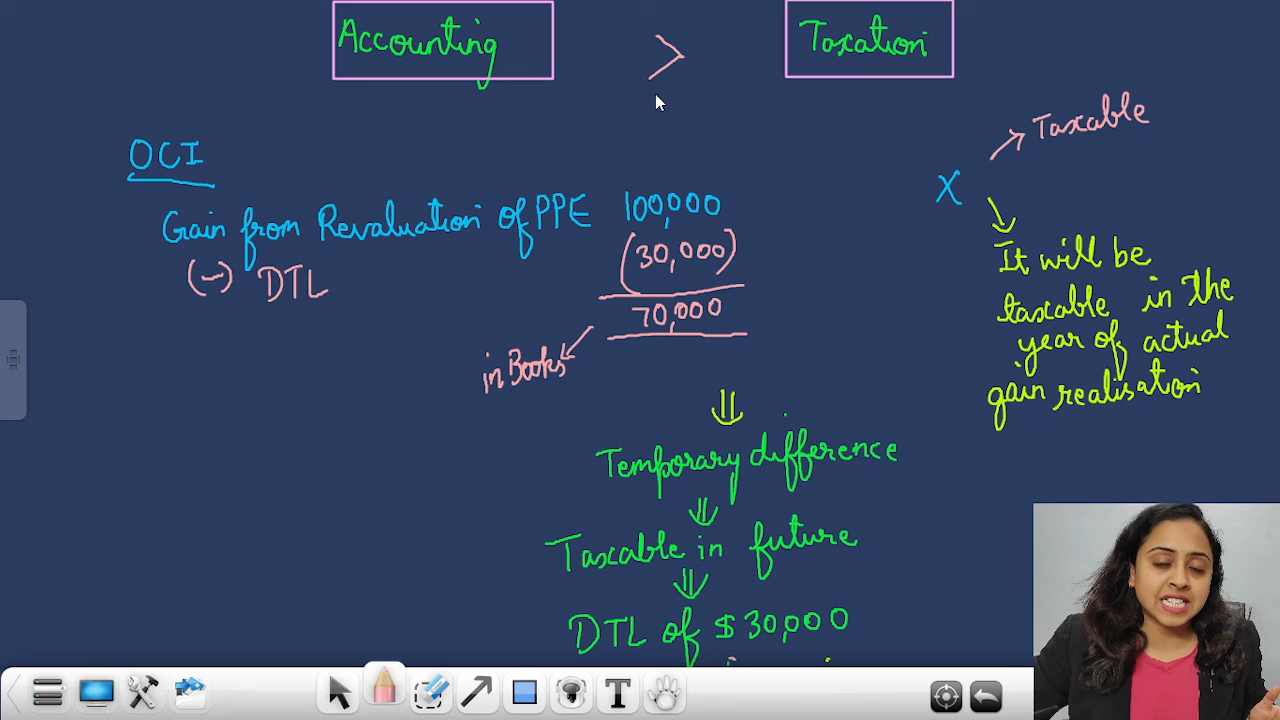 Accounting > Taxation
OCI
Gain from Revaluation of PPE 100,000
(-) DTL (30,000)
70,000
in Books
X
Taxable
It will be
taxable in the
year of actual
gain realisation
Temporary difference
Taxable in future
DTL of $30,000
T